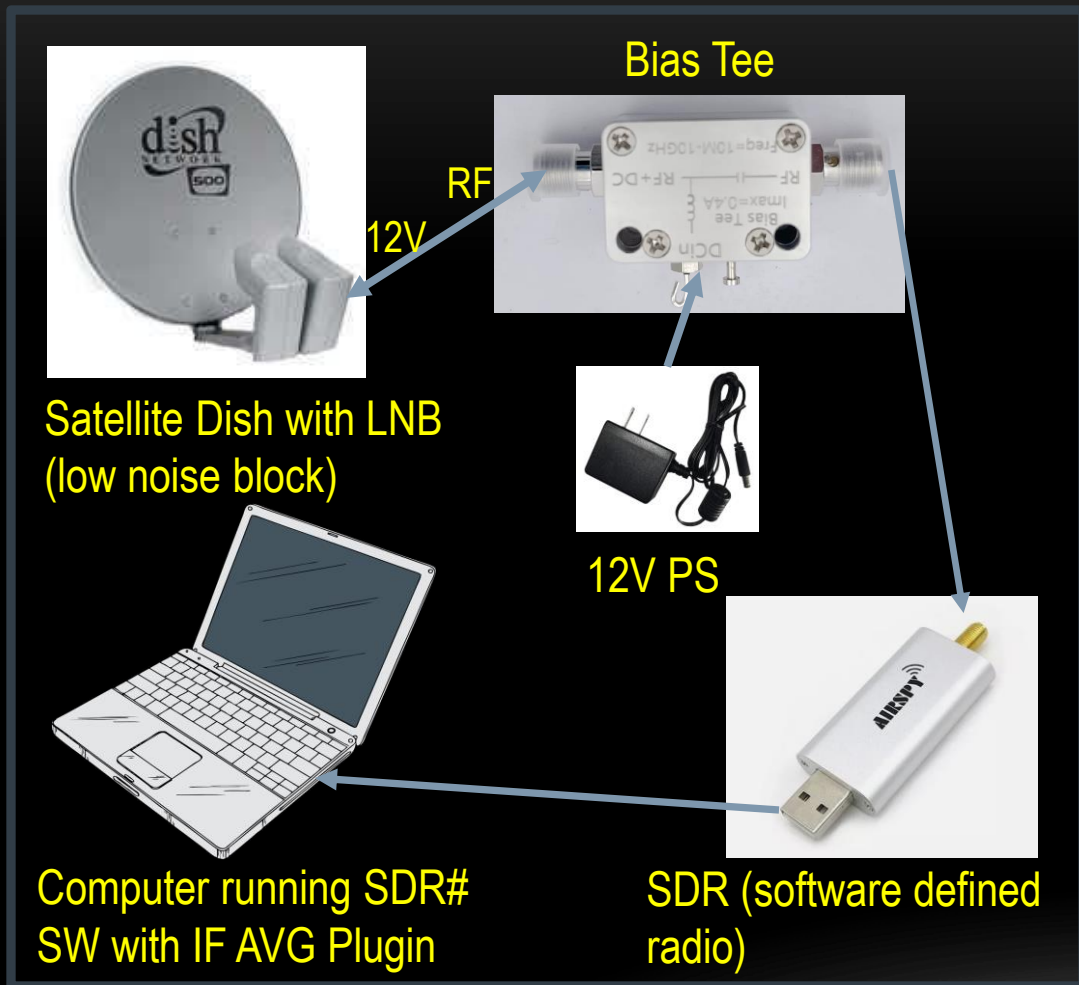 Bias Tee
dish
NETWORK
500
Freq=10M-10GHz
RF
RF+DC
RF
Imax=0.4A
Bias Tee
DCin
12V
Satellite Dish with LNB
(low noise block)
12V PS
AIRSPY
Computer running SDR#
SW with IF AVG Plugin
SDR (software defined
radio)